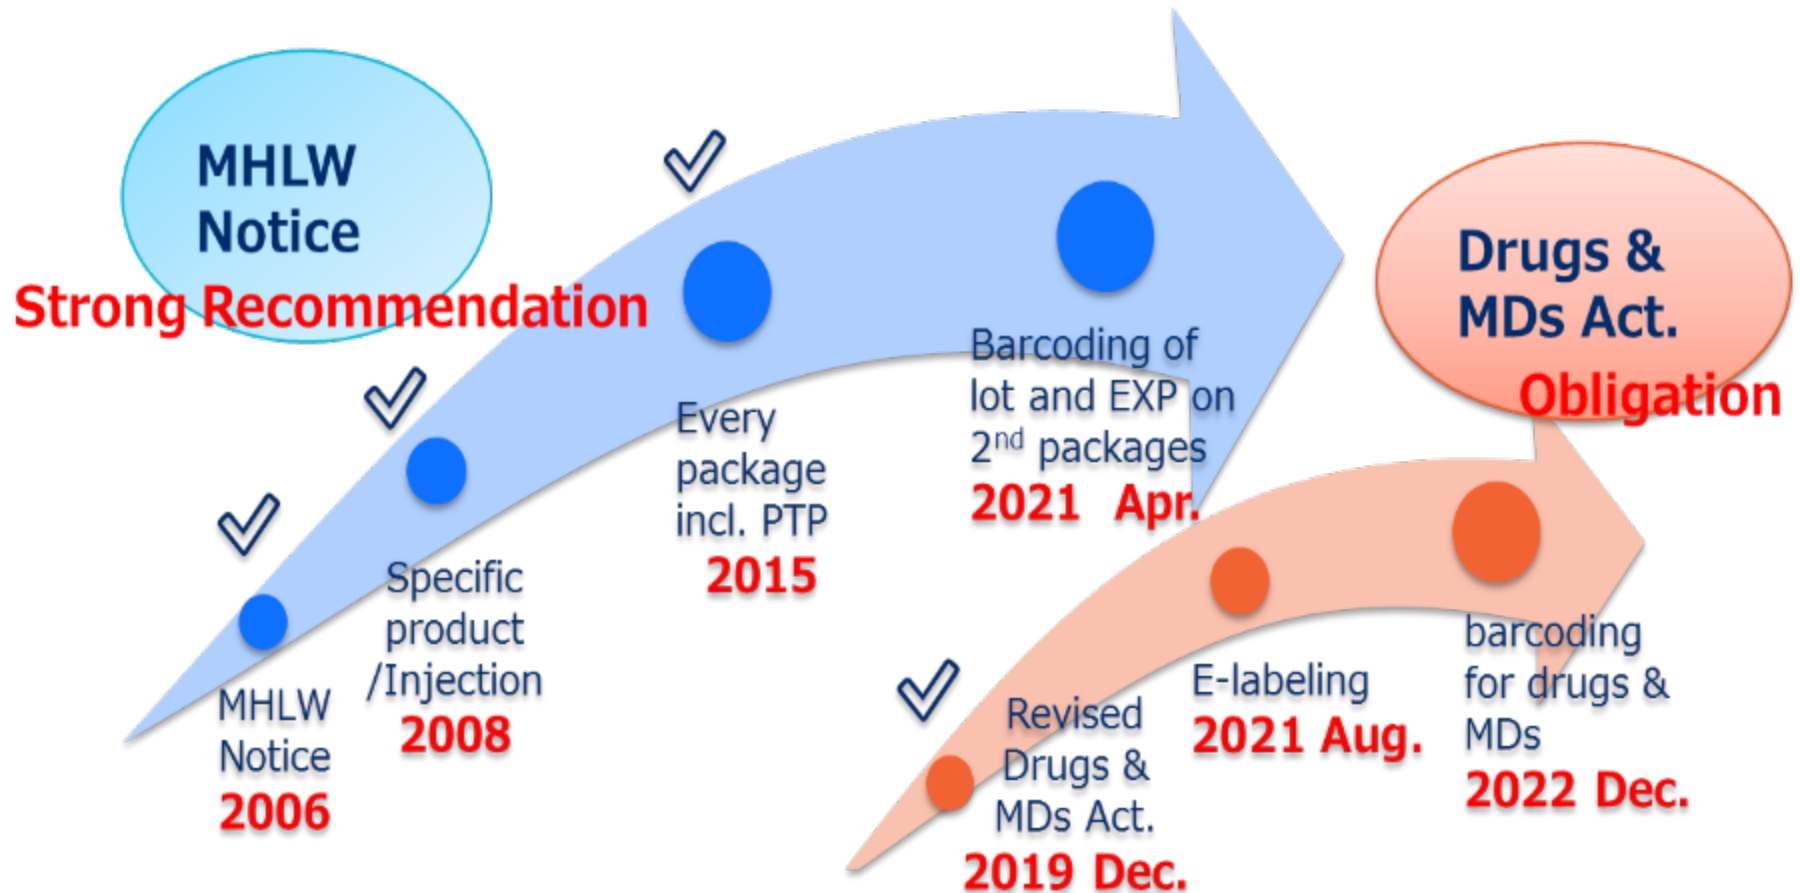 MHLW
Notice
Strong Recommendation
MHLW
Notice
2006
Specific
product
/Injection
2008
Every
package
incl. PTP
2015
Barcoding of
lot and EXP on
2nd packages
2021 Apr.
Drugs &
MDs Act.
Obligation
Revised
Drugs &
MDs Act.
2019 Dec.
E-labeling
2021 Aug.
barcoding
for drugs &
MDs
2022 Dec.